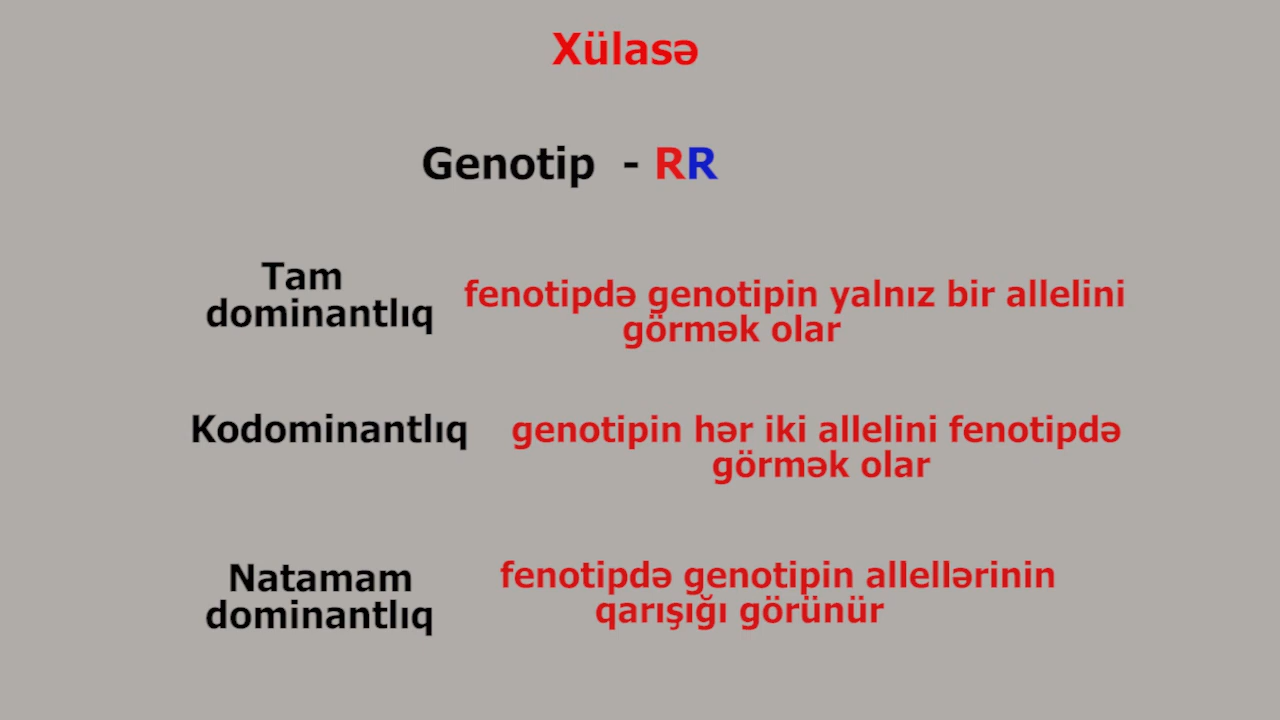 Xülasə
Genotip - RR
Tam
dominantlıq
fenotipdə genotipin yalnız bir allelini
görmək olar
Kodominantlıq
genotipin hər iki allelini fenotipdə
görmək olar
Natamam
dominantlıq
fenotipdə genotipin allellərinin
qarışığı görünür